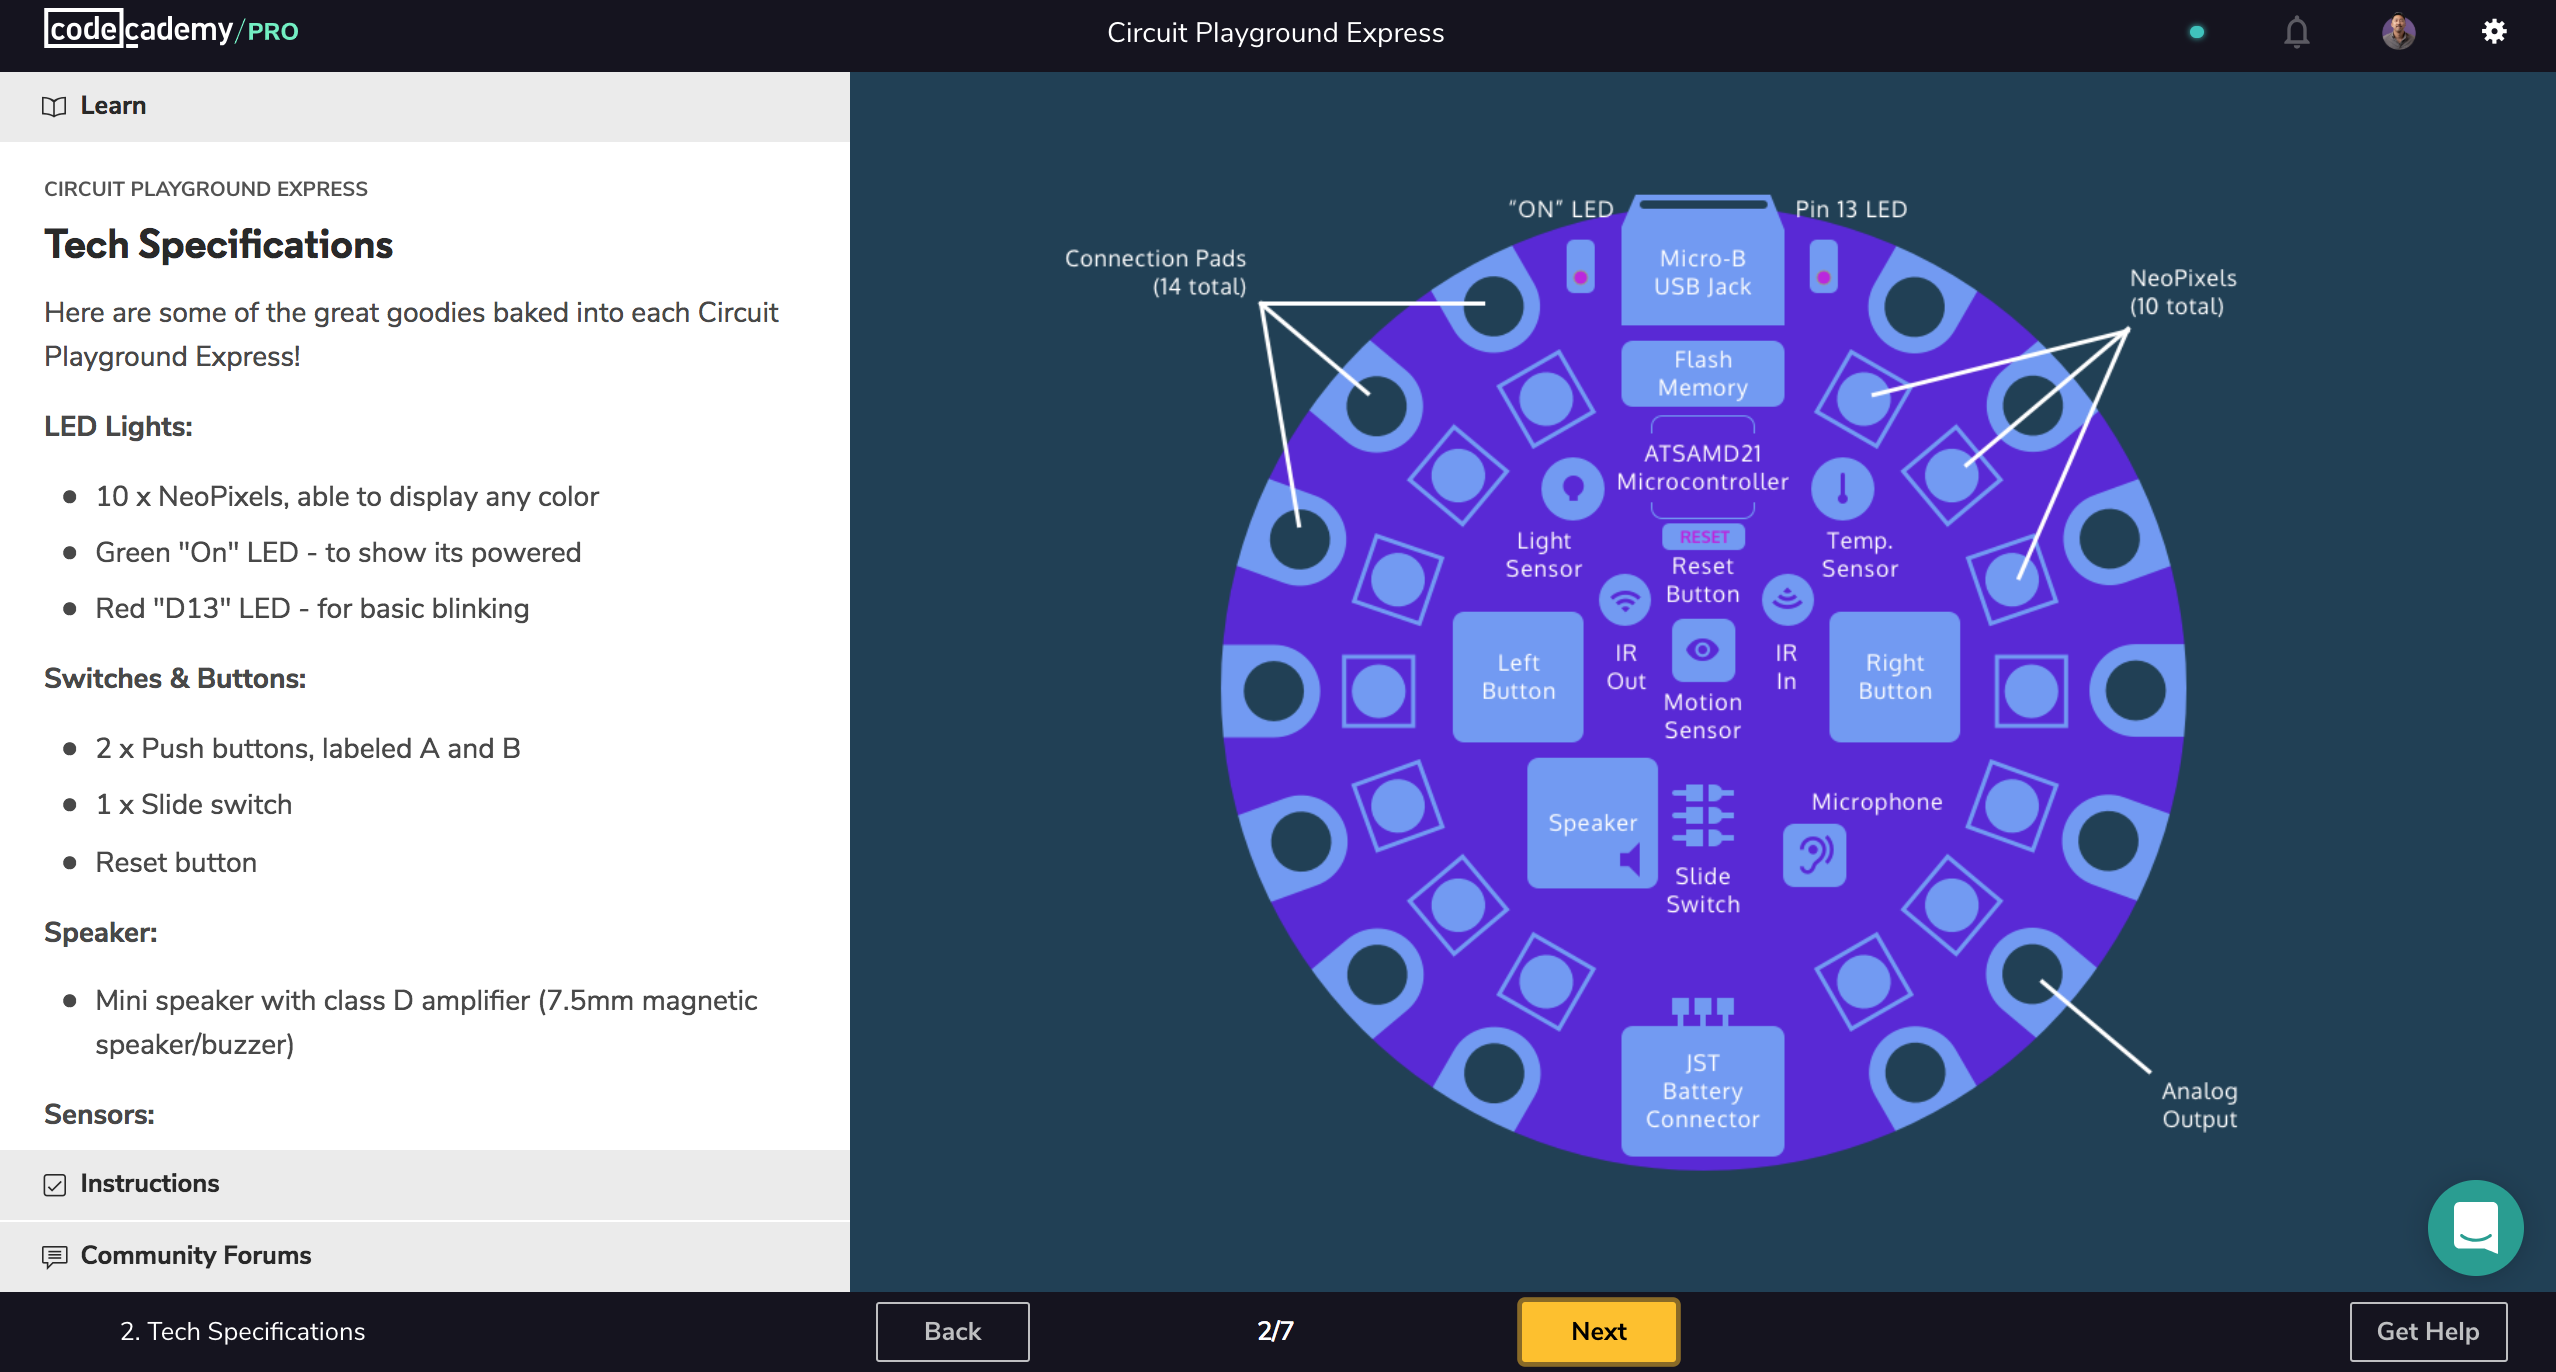 codecademy/PRO
Circuit Playground Express
Learn
CIRCUIT PLAYGROUND EXPRESS
Tech Specifications
Here are some of the great goodies baked into each Circuit
Playground Express!
LED Lights:
10 x NeoPixels, able to display any color
Green "On" LED - to show its powered
Red "D13" LED - for basic blinking
Switches & Buttons:
2 x Push buttons, labeled A and B
1 x Slide switch
Reset button
Speaker:
Mini speaker with class D amplifier (7.5mm magnetic
speaker/buzzer)
Sensors:
Instructions
Community Forums
“ON” LED
Pin 13 LED
Connection Pads
(14 total)
Micro-B
USB Jack
NeoPixels
(10 total)
Flash
Memory
ATSAMD21
Microcontroller
Light
Sensor
RESET
Reset
Button
Temp.
Sensor
Left
Button
IR
Out
Motion
Sensor
IR
In
Right
Button
Speaker
Slide
Switch
Microphone
JST
Battery
Connector
Analog
Output
2. Tech Specifications
Back
2/7
Next
Get Help